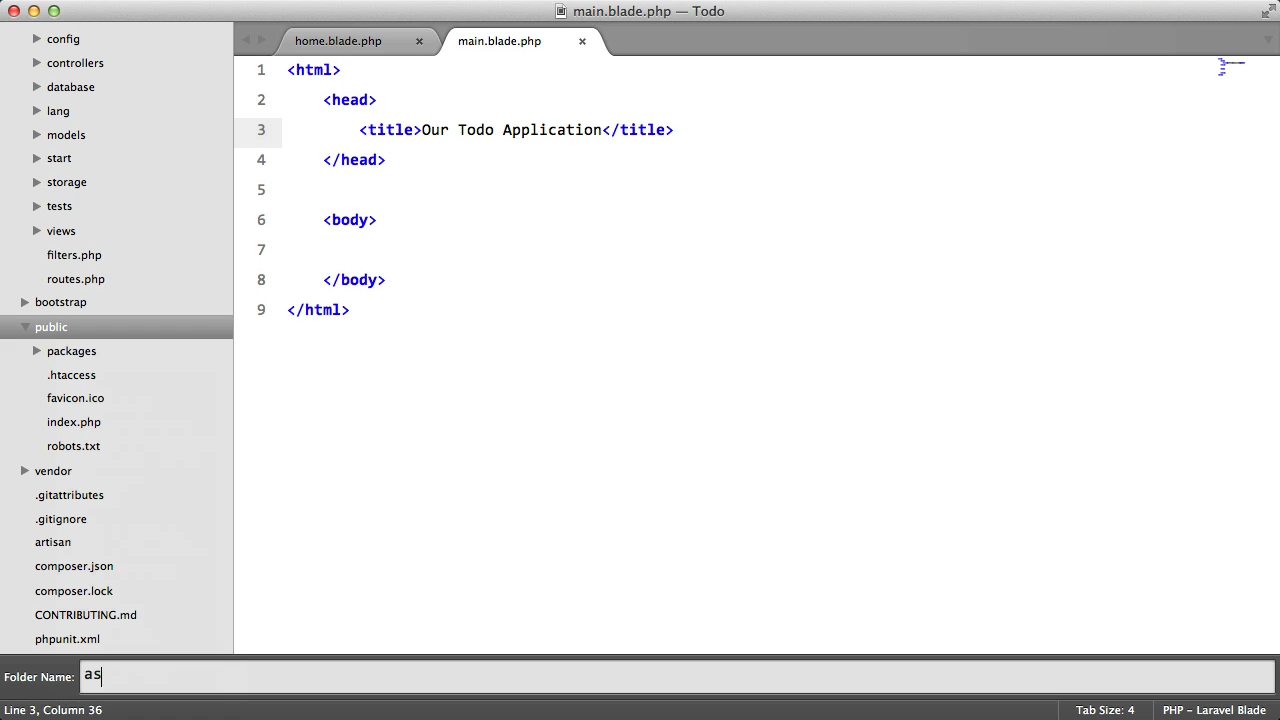 main.blade.php — Todo
config
controllers
database
lang
models
start
storage
tests
views
filters.php
routes.php
bootstrap
public
packages
.htaccess
favicon.ico
index.php
robots.txt
vendor
.gitattributes
.gitignore
artisan
composer.json
composer.lock
CONTRIBUTING.md
phpunit.xml
home.blade.php
main.blade.php
1 <html>
2 <head>
3 <title>Our Todo Application</title>
4 </head>
5
6 <body>
7
8 </body>
9 </html>
Folder Name: as
Line 3, Column 36
Tab Size: 4
PHP – Laravel Blade